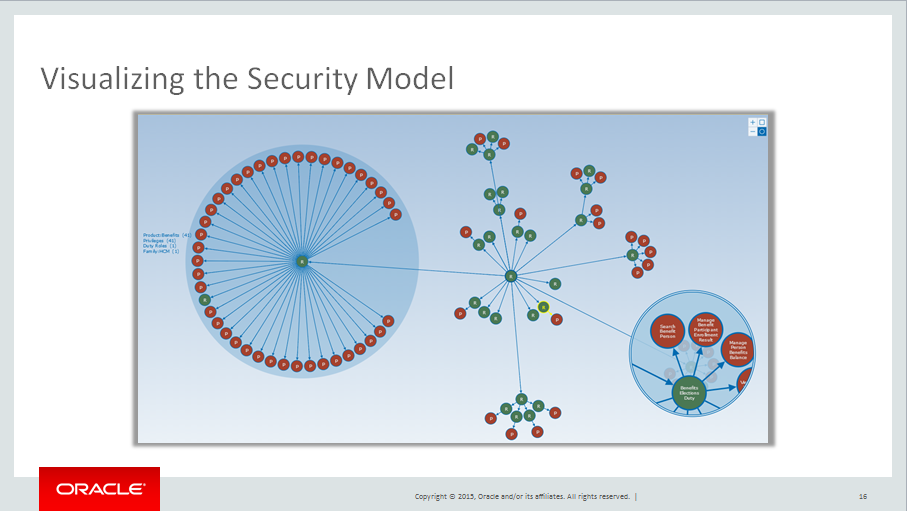 Visualizing the Security Model
Product-Benefits (41)
Privileges (41)
Duty Roles (1)
Family-HCM (1)
Search
Benefit
Person
Manage
Benefit
Participant
Enrollment
Result
Manage
Person
Benefits
Balance
Benefits
Elections
Duty
ORACLE
Copyright © 2015, Oracle and/or its affiliates. All rights reserved. |
16